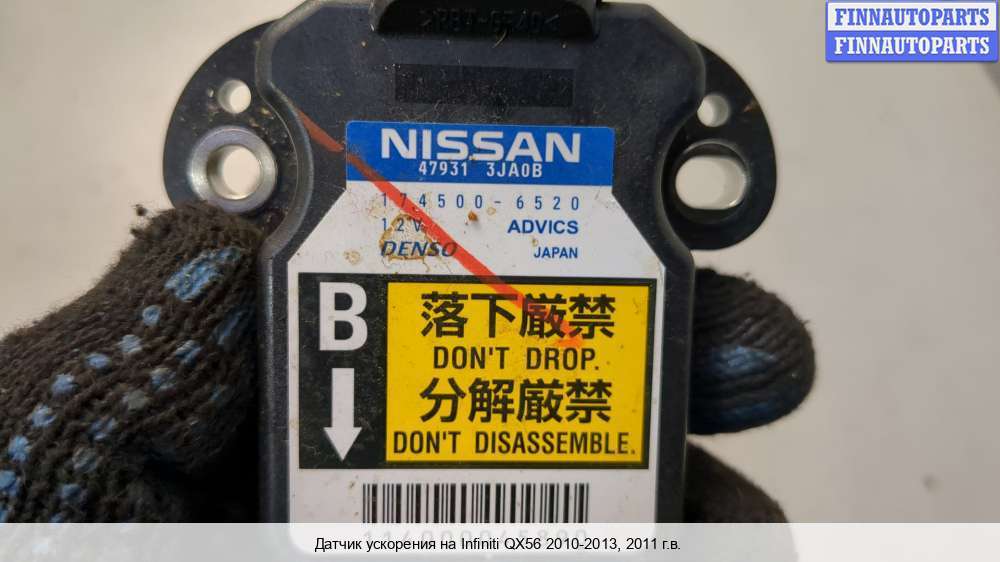 FINNAUTOPARTS
FINNAUTOPARTS
NISSAN
47931 3JA0B
174500-6520
12V ADVICS
DENSO JAPAN
B
落下厳禁
DON'T DROP.
分解厳禁
DON'T DISASSEMBLE.
Датчик ускорения на Infiniti QX56 2010-2013, 2011 г.в.